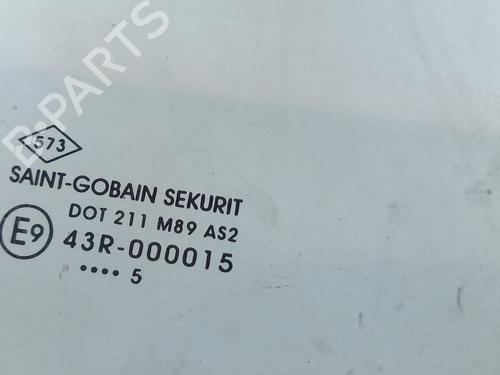 B-PARTS
573
SAINT-GOBAIN SEKURIT
DOT 211 M89 AS2
E9 43R-000015
•••• 5